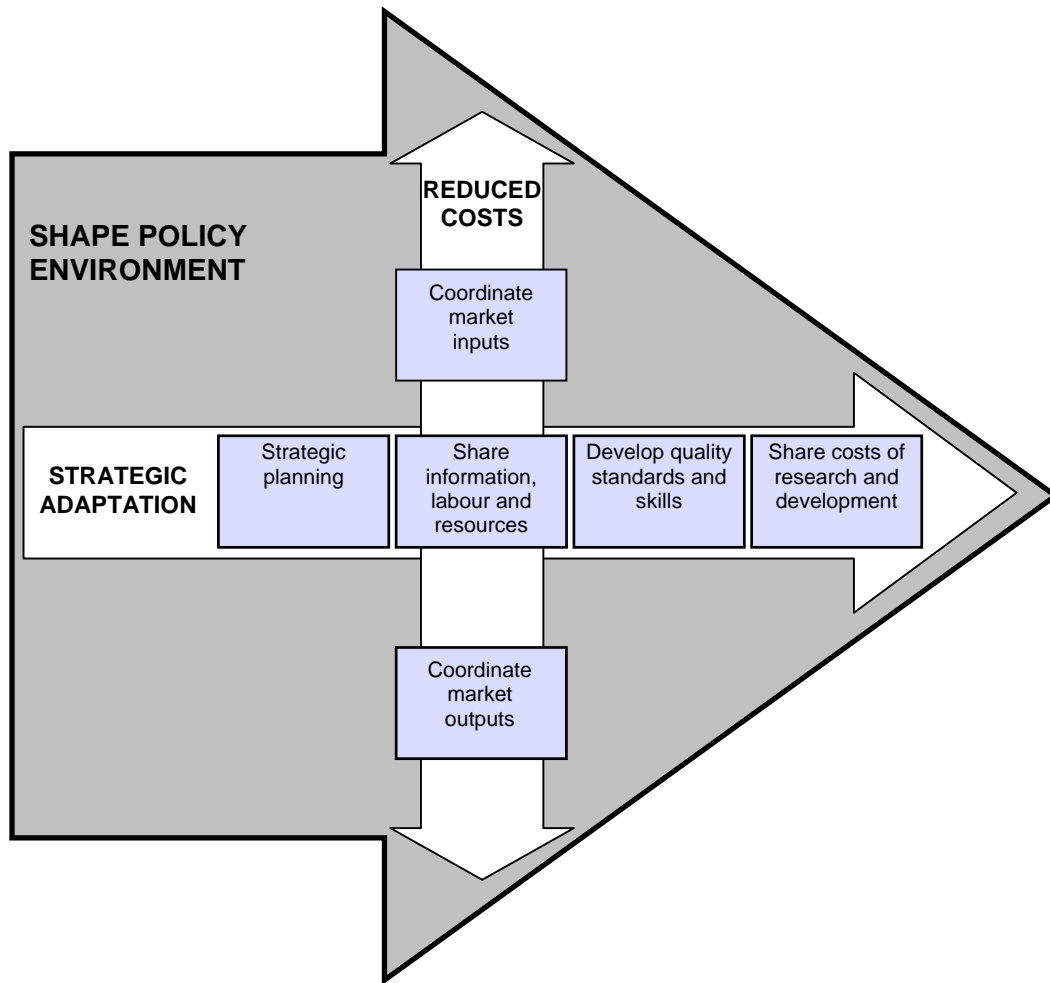 REDUCED
COSTS
SHAPE POLICY
ENVIRONMENT
Coordinate
market
inputs
STRATEGIC
ADAPTATION
Strategic
planning
Share
information,
labour and
resources
Develop quality
standards and
skills
Share costs of
research and
development
Coordinate
market
outputs